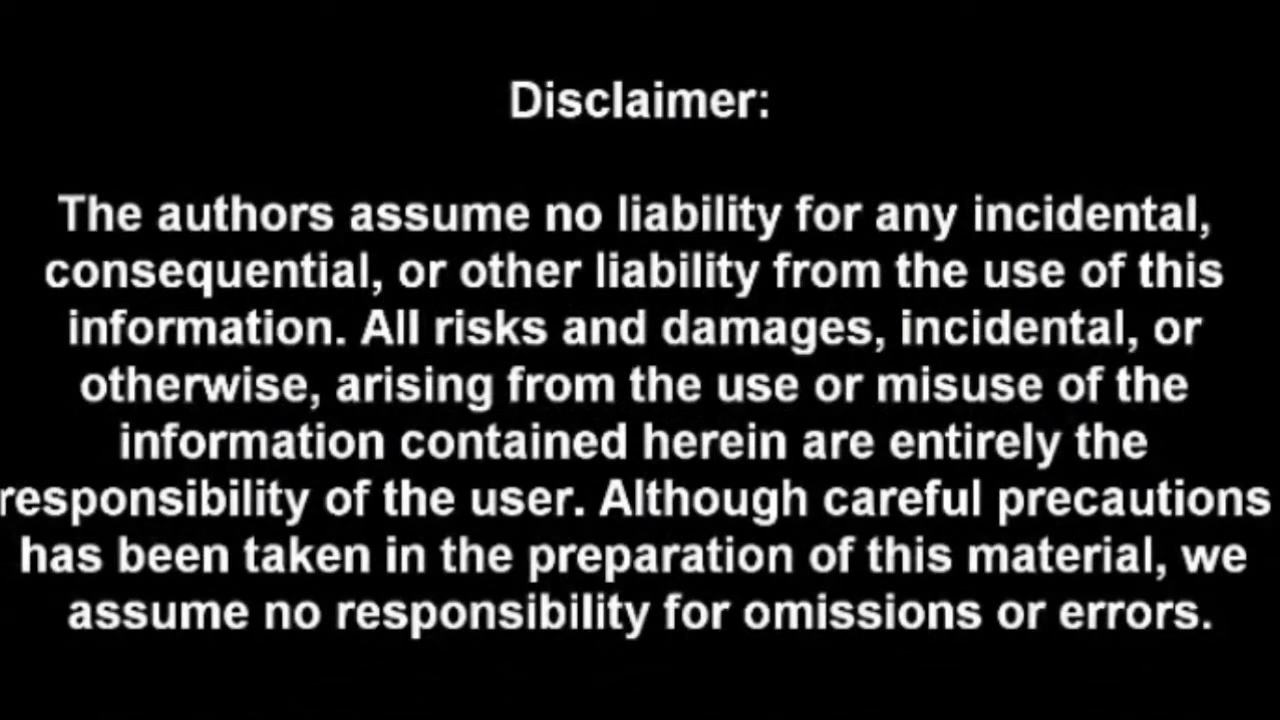 Disclaimer:
The authors assume no liability for any incidental,
consequential, or other liability from the use of this
information. All risks and damages, incidental, or
otherwise, arising from the use or misuse of the
information contained herein are entirely the
responsibility of the user. Although careful precautions
has been taken in the preparation of this material, we
assume no responsibility for omissions or errors.